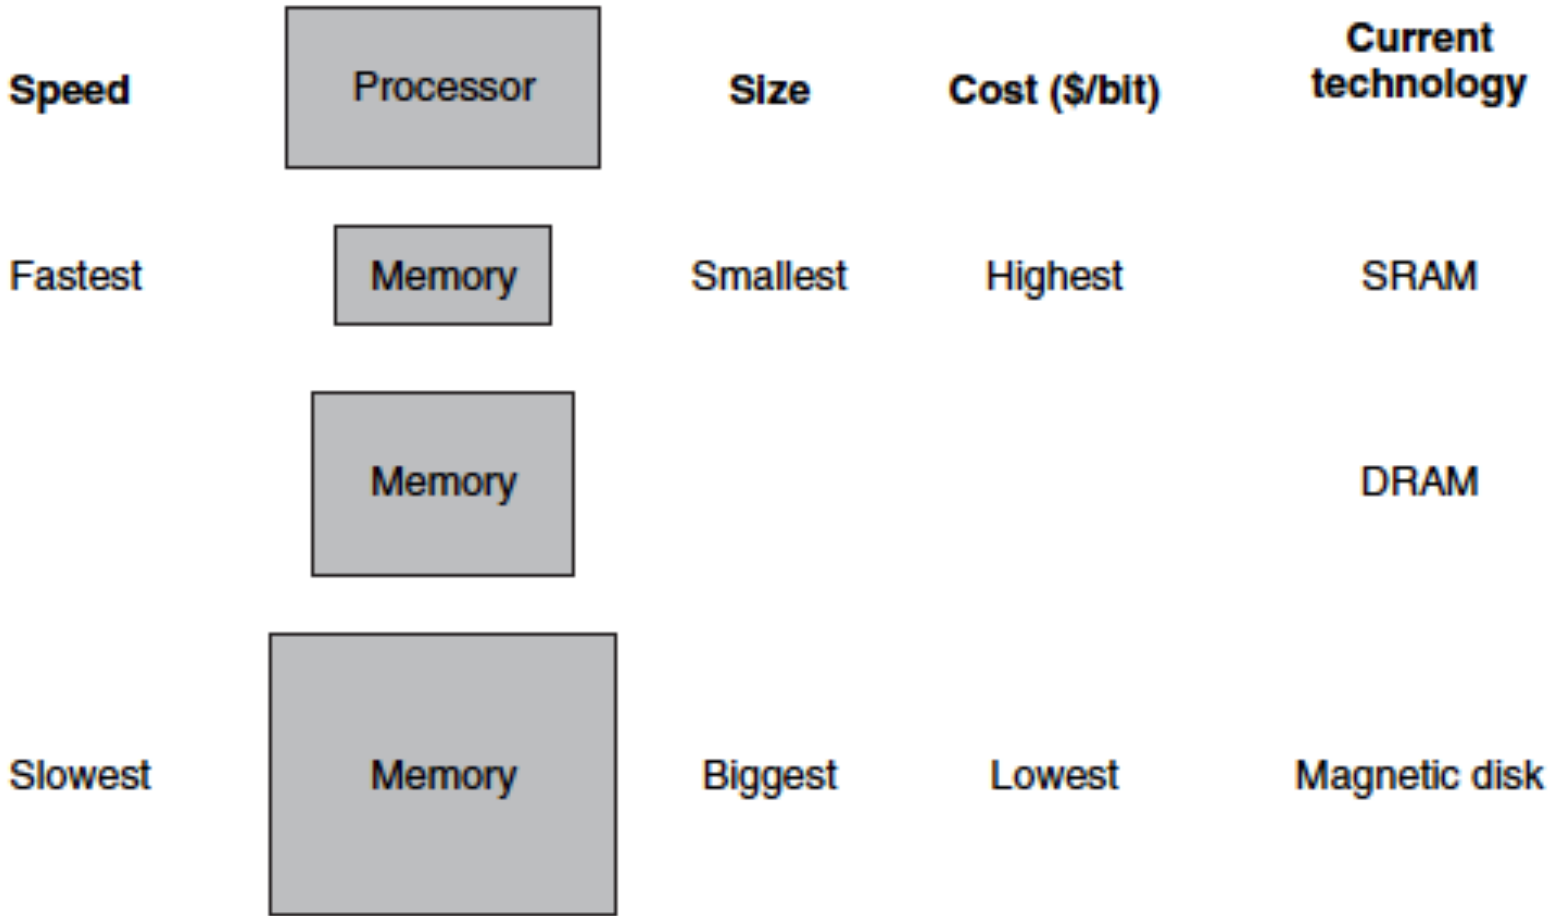 Speed Processor Size Cost ($/bit) Current technology
Fastest Memory Smallest Highest SRAM
Memory DRAM
Slowest Memory Biggest Lowest Magnetic disk